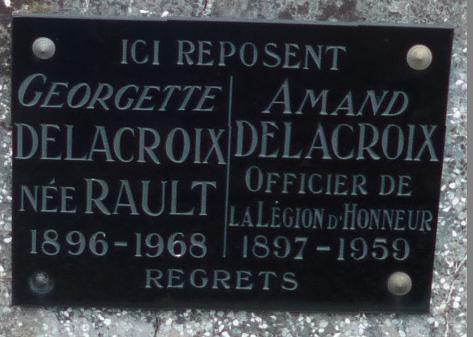 ICI REPOSENT
GEORGETTE
DELACROIX
NÉE RAULT
1896-1968
AMAND
DELACROIX
OFFICIER DE
LA LÉGION D'HONNEUR
1897-1959
REGRETS